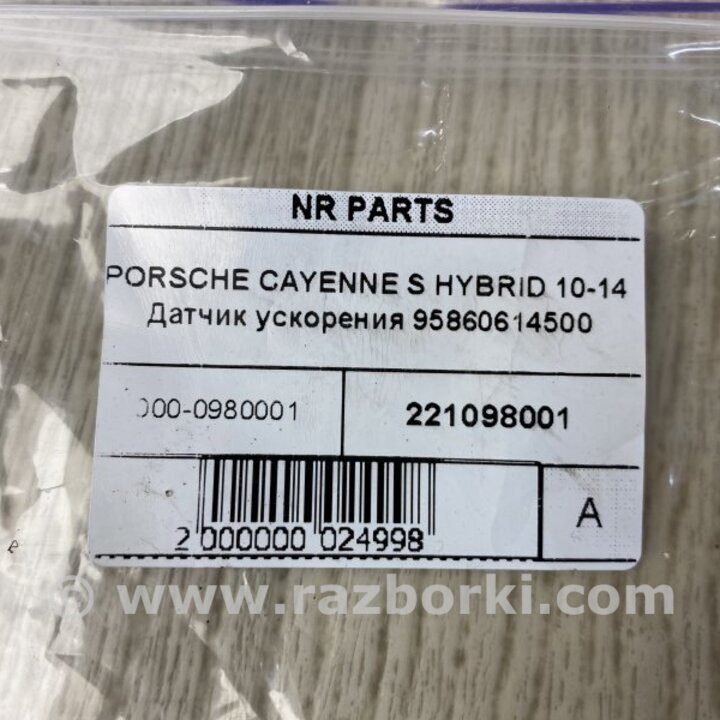 NR PARTS
PORSCHE CAYENNE S HYBRID 10-14
Датчик ускорения 95860614500
000-0980001
221098001
2 000000 024998
A
© www.razborki.com